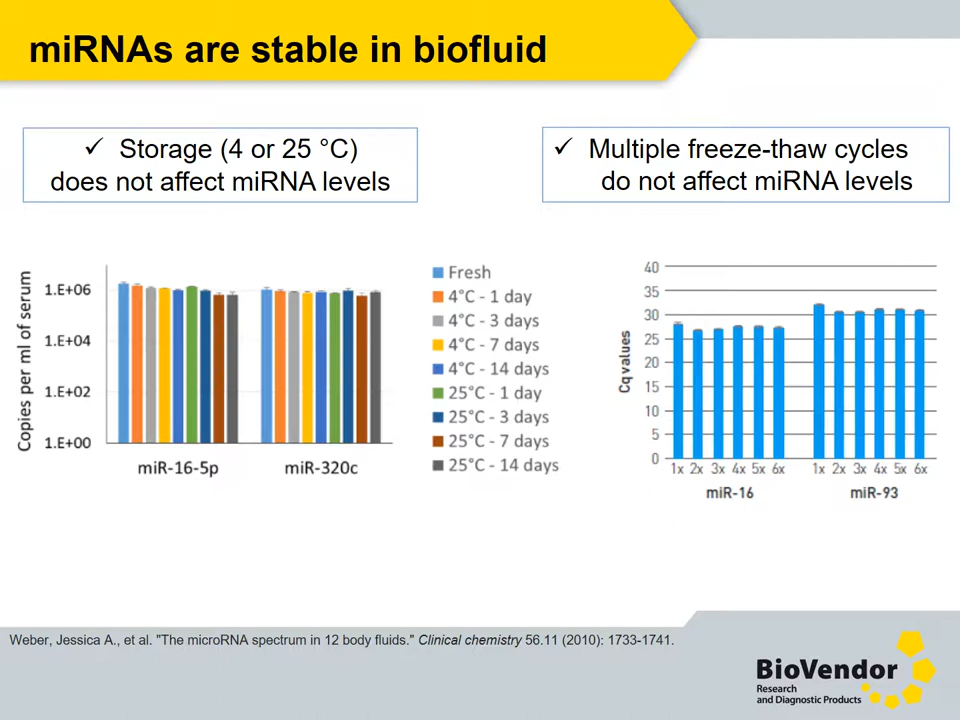 miRNAs are stable in biofluid
✓ Storage (4 or 25 °C)
does not affect miRNA levels
✓ Multiple freeze-thaw cycles
do not affect miRNA levels
Copies per ml of serum
1.E+06
1.E+04
1.E+02
1.E+00
miR-16-5p
miR-320c
Fresh
4°C - 1 day
4°C - 3 days
4°C - 7 days
4°C - 14 days
25°C - 1 day
25°C - 3 days
25°C - 7 days
25°C - 14 days
Cq values
40
35
30
25
20
15
10
5
0
1x 2x 3x 4x 5x 6x
1x 2x 3x 4x 5x 6x
miR-16
miR-93
Weber, Jessica A., et al. "The microRNA spectrum in 12 body fluids." Clinical chemistry 56.11 (2010): 1733-1741.
BioVendor
Research
and Diagnostic Products